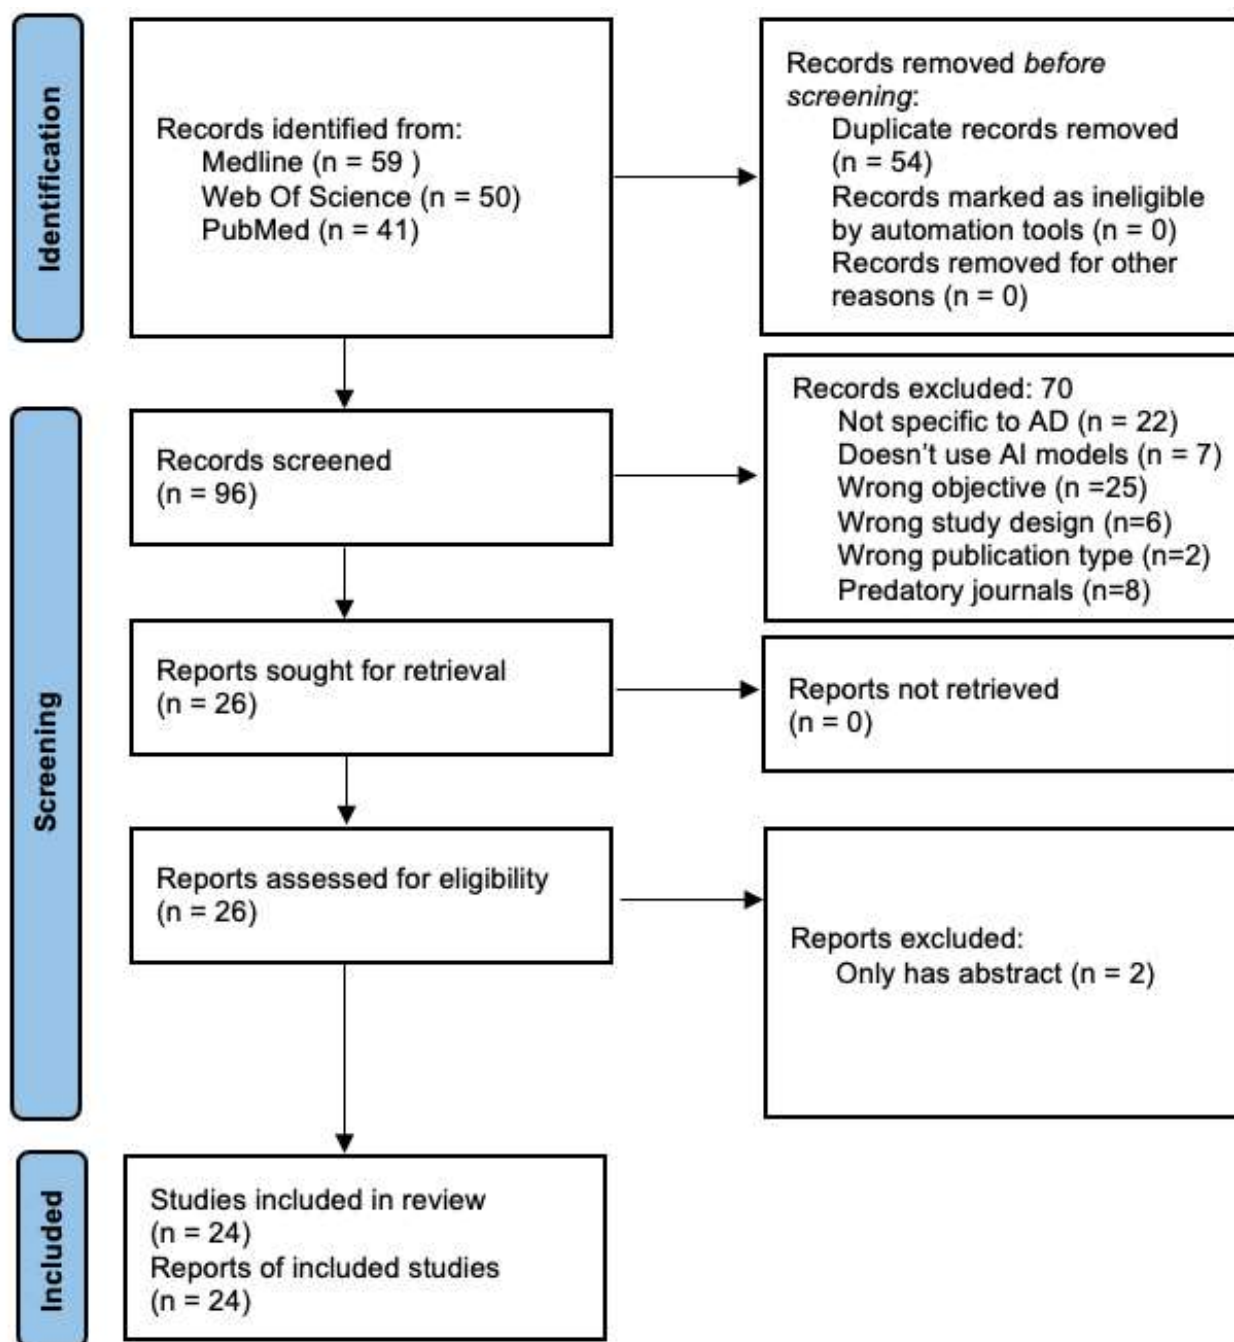 Identification
Records identified from:
Medline (n = 59 )
Web Of Science (n = 50)
PubMed (n = 41)
Records removed before
screening:
Duplicate records removed
(n = 54)
Records marked as ineligible
by automation tools (n = 0)
Records removed for other
reasons (n = 0)
Screening
Records screened
(n = 96)
Records excluded: 70
Not specific to AD (n = 22)
Doesn't use AI models (n = 7)
Wrong objective (n =25)
Wrong study design (n=6)
Wrong publication type (n=2)
Predatory journals (n=8)
Reports sought for retrieval
(n = 26)
Reports not retrieved
(n = 0)
Reports assessed for eligibility
(n = 26)
Reports excluded:
Only has abstract (n = 2)
Included
Studies included in review
(n = 24)
Reports of included studies
(n = 24)